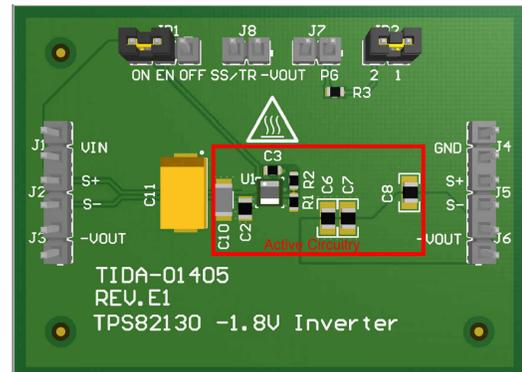 JP1 J8 J7 JP2
ON EN OFF SS/TR -VOUT PG 2 1
R3
J1 VIN GND J4
C3
U1 R2
S+ C11 C6 C7 C8 S+
J2 R1 J5
S- C10 C2 S-
J3 -VOUT Active Circuitry -VOUT J6
TIDA-01405
REV.E1
TPS82130 -1.8V Inverter